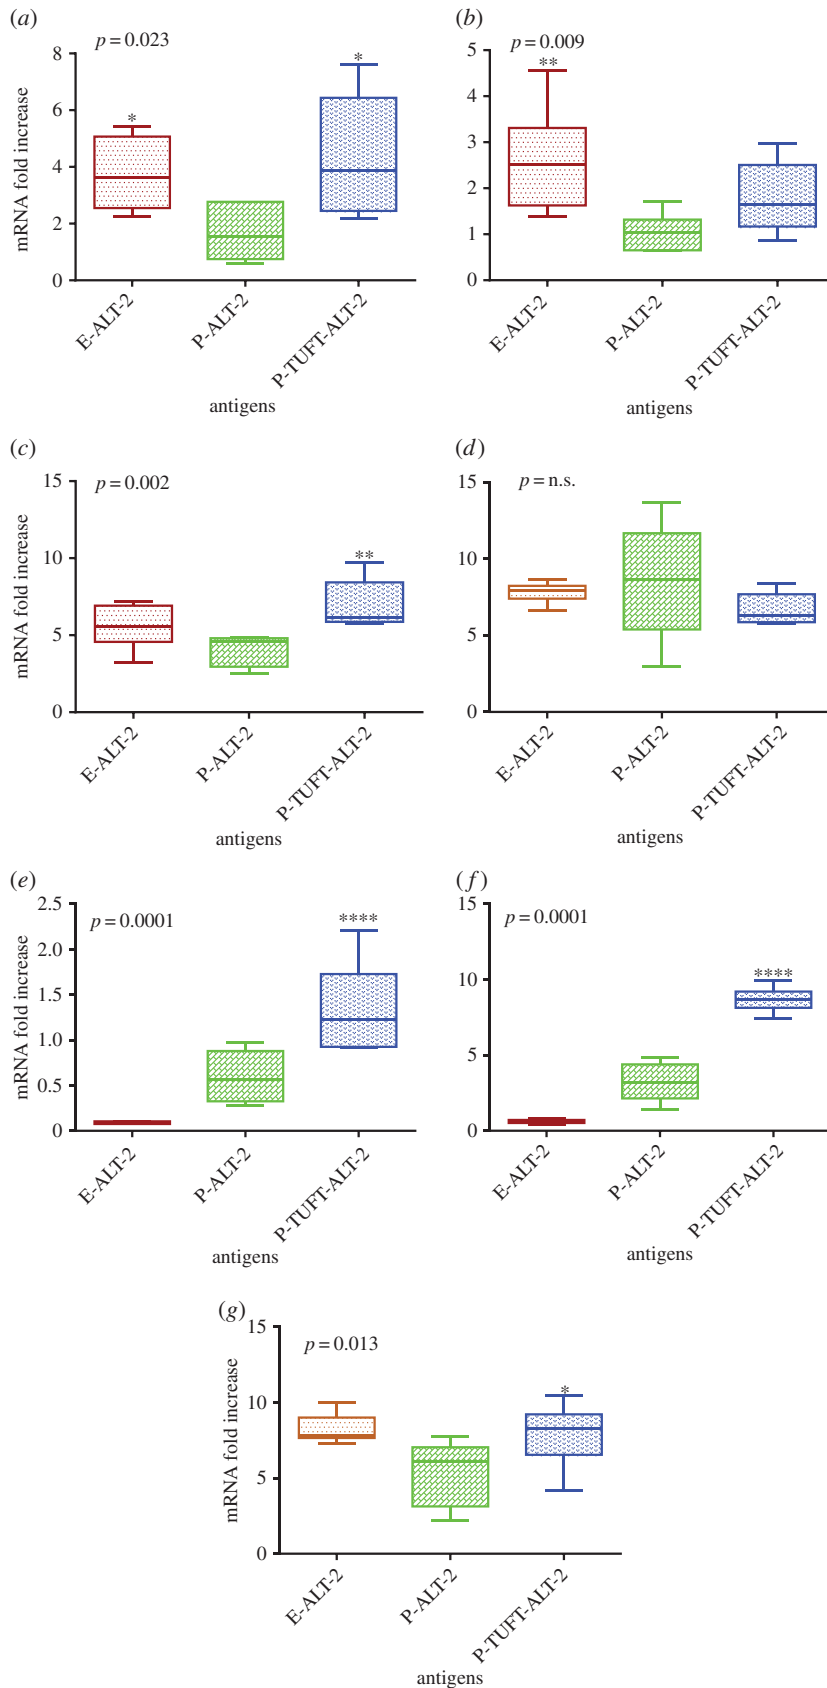 (a)
p = 0.023
*
*
8
6
4
2
0
mRNA fold increase
E-ALT-2
P-ALT-2
P-TUFT-ALT-2
antigens
(b)
p = 0.009
**
5
4
3
2
1
0
E-ALT-2
P-ALT-2
P-TUFT-ALT-2
antigens
(c)
p = 0.002
**
15
10
5
0
mRNA fold increase
E-ALT-2
P-ALT-2
P-TUFT-ALT-2
antigens
(d)
p = n.s.
15
10
5
0
E-ALT-2
P-ALT-2
P-TUFT-ALT-2
antigens
(e)
p = 0.0001
****
2.5
2.0
1.5
1.0
0.5
0
mRNA fold increase
E-ALT-2
P-ALT-2
P-TUFT-ALT-2
antigens
(f)
p = 0.0001
****
15
10
5
0
E-ALT-2
P-ALT-2
P-TUFT-ALT-2
antigens
(g)
p = 0.013
*
15
10
5
0
mRNA fold increase
E-ALT-2
P-ALT-2
P-TUFT-ALT-2
antigens